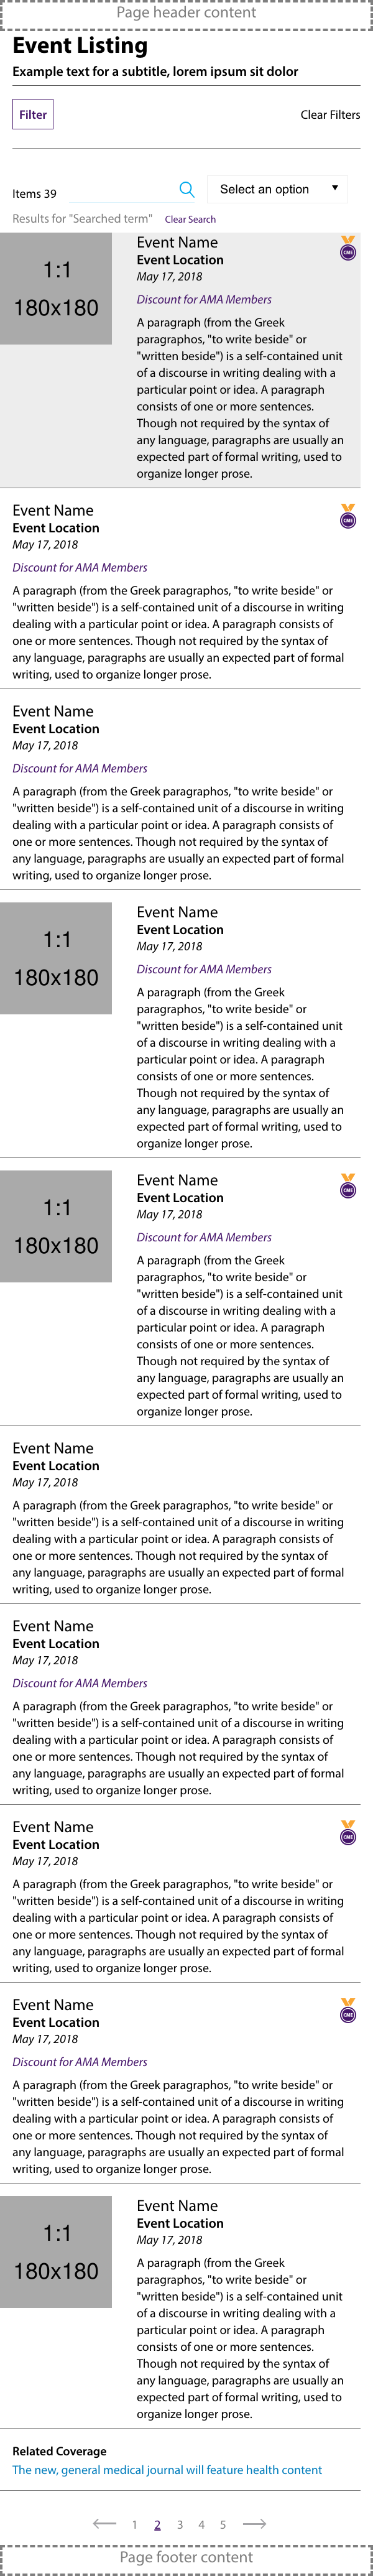 Page header content
Event Listing
Example text for a subtitle, lorem ipsum sit dolor
Filter
Clear Filters
Items 39
Select an option
Results for "Searched term"
Clear Search
1:1
180x180
Event Name
CME
Event Location
May 17, 2018
Discount for AMA Members
A paragraph (from the Greek
paragraphos, "to write beside" or
"written beside") is a self-contained unit
of a discourse in writing dealing with a
particular point or idea. A paragraph
consists of one or more sentences.
Though not required by the syntax of
any language, paragraphs are usually an
expected part of formal writing, used to
organize longer prose.
Event Name
CME
Event Location
May 17, 2018
Discount for AMA Members
A paragraph (from the Greek paragraphos, "to write beside" or
"written beside") is a self-contained unit of a discourse in writing
dealing with a particular point or idea. A paragraph consists of
one or more sentences. Though not required by the syntax of
any language, paragraphs are usually an expected part of formal
writing, used to organize longer prose.
Event Name
Event Location
May 17, 2018
Discount for AMA Members
A paragraph (from the Greek paragraphos, "to write beside" or
"written beside") is a self-contained unit of a discourse in writing
dealing with a particular point or idea. A paragraph consists of
one or more sentences. Though not required by the syntax of
any language, paragraphs are usually an expected part of formal
writing, used to organize longer prose.
1:1
180x180
Event Name
Event Location
May 17, 2018
Discount for AMA Members
A paragraph (from the Greek
paragraphos, "to write beside" or
"written beside") is a self-contained unit
of a discourse in writing dealing with a
particular point or idea. A paragraph
consists of one or more sentences.
Though not required by the syntax of
any language, paragraphs are usually an
expected part of formal writing, used to
organize longer prose.
1:1
180x180
Event Name
CME
Event Location
May 17, 2018
Discount for AMA Members
A paragraph (from the Greek
paragraphos, "to write beside" or
"written beside") is a self-contained unit
of a discourse in writing dealing with a
particular point or idea. A paragraph
consists of one or more sentences.
Though not required by the syntax of
any language, paragraphs are usually an
expected part of formal writing, used to
organize longer prose.
Event Name
Event Location
May 17, 2018
A paragraph (from the Greek paragraphos, "to write beside" or
"written beside") is a self-contained unit of a discourse in writing
dealing with a particular point or idea. A paragraph consists of
one or more sentences. Though not required by the syntax of
any language, paragraphs are usually an expected part of formal
writing, used to organize longer prose.
Event Name
Event Location
May 17, 2018
Discount for AMA Members
A paragraph (from the Greek paragraphos, "to write beside" or
"written beside") is a self-contained unit of a discourse in writing
dealing with a particular point or idea. A paragraph consists of
one or more sentences. Though not required by the syntax of
any language, paragraphs are usually an expected part of formal
writing, used to organize longer prose.
Event Name
CME
Event Location
May 17, 2018
A paragraph (from the Greek paragraphos, "to write beside" or
"written beside") is a self-contained unit of a discourse in writing
dealing with a particular point or idea. A paragraph consists of
one or more sentences. Though not required by the syntax of
any language, paragraphs are usually an expected part of formal
writing, used to organize longer prose.
Event Name
CME
Event Location
May 17, 2018
Discount for AMA Members
A paragraph (from the Greek paragraphos, "to write beside" or
"written beside") is a self-contained unit of a discourse in writing
dealing with a particular point or idea. A paragraph consists of
one or more sentences. Though not required by the syntax of
any language, paragraphs are usually an expected part of formal
writing, used to organize longer prose.
1:1
180x180
Event Name
Event Location
May 17, 2018
A paragraph (from the Greek
paragraphos, "to write beside" or
"written beside") is a self-contained unit
of a discourse in writing dealing with a
particular point or idea. A paragraph
consists of one or more sentences.
Though not required by the syntax of
any language, paragraphs are usually an
expected part of formal writing, used to
organize longer prose.
Related Coverage
The new, general medical journal will feature health content
1 2 3 4 5
Page footer content